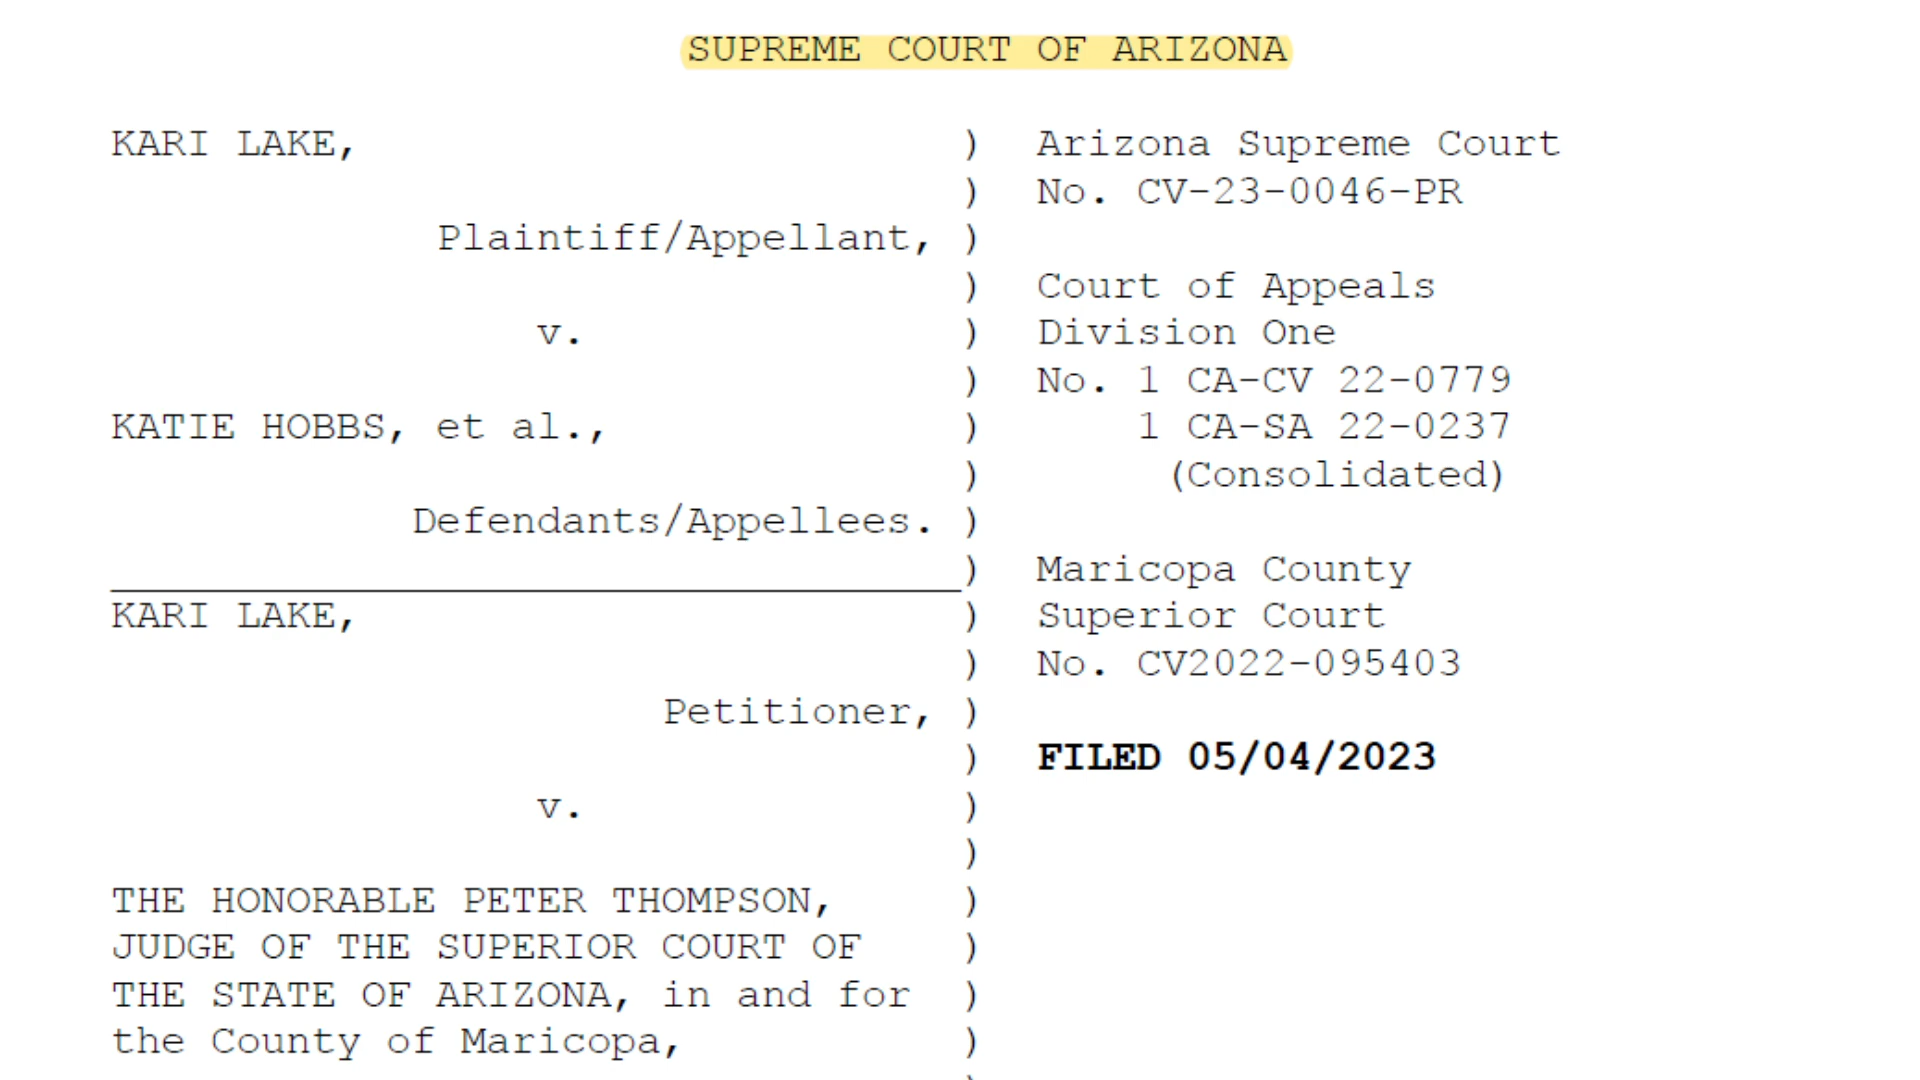 SUPREME COURT OF ARIZONA
KARI LAKE, ) Arizona Supreme Court
) No. CV-23-0046-PR
Plaintiff/Appellant, )
) Court of Appeals
v. ) Division One
) No. 1 CA-CV 22-0779
KATIE HOBBS, et al., ) 1 CA-SA 22-0237
) (Consolidated)
Defendants/Appellees. )
) Maricopa County
KARI LAKE, ) Superior Court
) No. CV2022-095403
Petitioner, )
) FILED 05/04/2023
v. )
)
THE HONORABLE PETER THOMPSON, )
JUDGE OF THE SUPERIOR COURT OF )
THE STATE OF ARIZONA, in and for )
the County of Maricopa, )
)